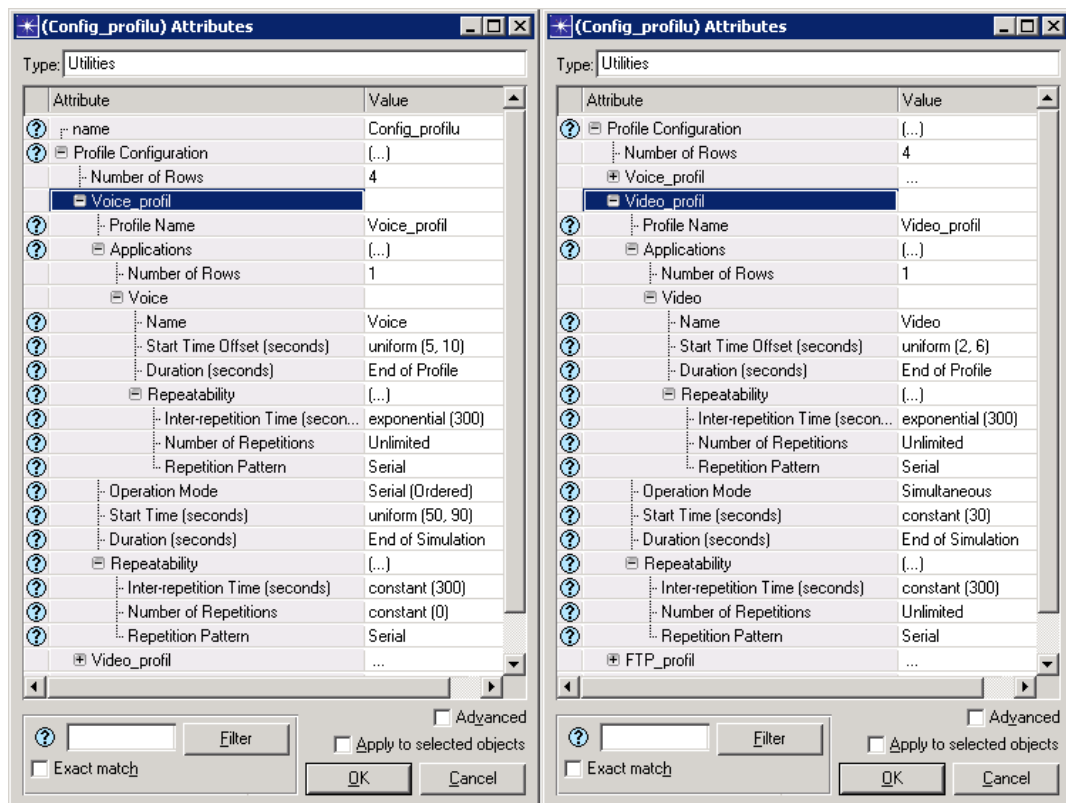 (Config_profilu) Attributes
Type: Utilities
Attribute Value
name Config_profilu
Profile Configuration (...)
Number of Rows 4
Voice_profil
Profile Name Voice_profil
Applications (...)
Number of Rows 1
Voice
Name Voice
Start Time Offset (seconds) uniform (5, 10)
Duration (seconds) End of Profile
Repeatability (...)
Inter-repetition Time (secon... exponential (300)
Number of Repetitions Unlimited
Repetition Pattern Serial
Operation Mode Serial (Ordered)
Start Time (seconds) uniform (50, 90)
Duration (seconds) End of Simulation
Repeatability (...)
Inter-repetition Time (seconds) constant (300)
Number of Repetitions constant (0)
Repetition Pattern Serial
Video_profil ...
Advanced
Filter
Apply to selected objects
Exact match
OK Cancel
(Config_profilu) Attributes
Type: Utilities
Attribute Value
Profile Configuration (...)
Number of Rows 4
Voice_profil ...
Video_profil
Profile Name Video_profil
Applications (...)
Number of Rows 1
Video
Name Video
Start Time Offset (seconds) uniform (2, 6)
Duration (seconds) End of Profile
Repeatability (...)
Inter-repetition Time (secon... exponential (300)
Number of Repetitions Unlimited
Repetition Pattern Serial
Operation Mode Simultaneous
Start Time (seconds) constant (30)
Duration (seconds) End of Simulation
Repeatability (...)
Inter-repetition Time (seconds) constant (300)
Number of Repetitions Unlimited
Repetition Pattern Serial
FTP_profil ...
Advanced
Filter
Apply to selected objects
Exact match
OK Cancel